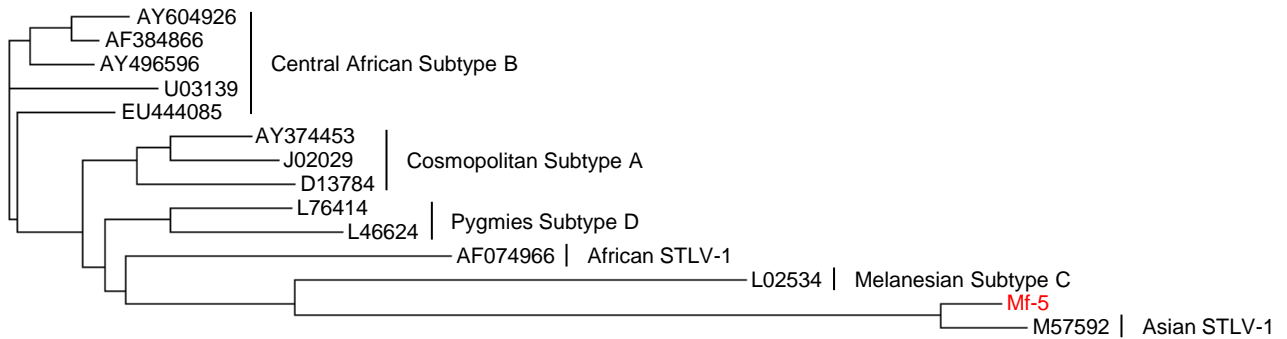 AY604926
AF384866
AY496596
Central African Subtype B
U03139
EU444085
AY374453
J02029
Cosmopolitan Subtype A
D13784
L76414
Pygmies Subtype D
L46624
AF074966 | African STLV-1
L02534 | Melanesian Subtype C
Mf-5
M57592 | Asian STLV-1